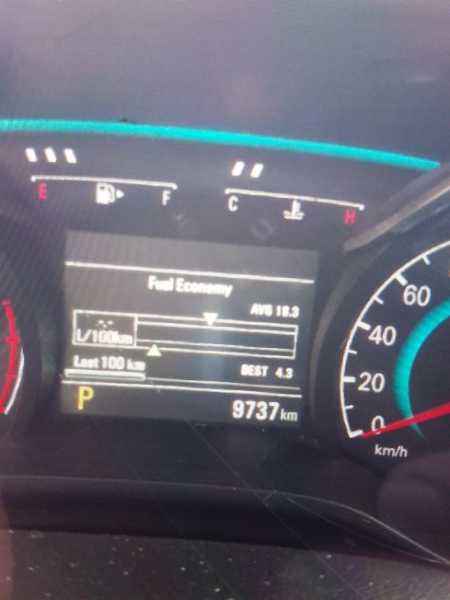 E F
C H
Fuel Economy
AVG 18.3
L/100km
Last 100 km
BEST 4.3
P 9737 km
60
40
20
0
km/h